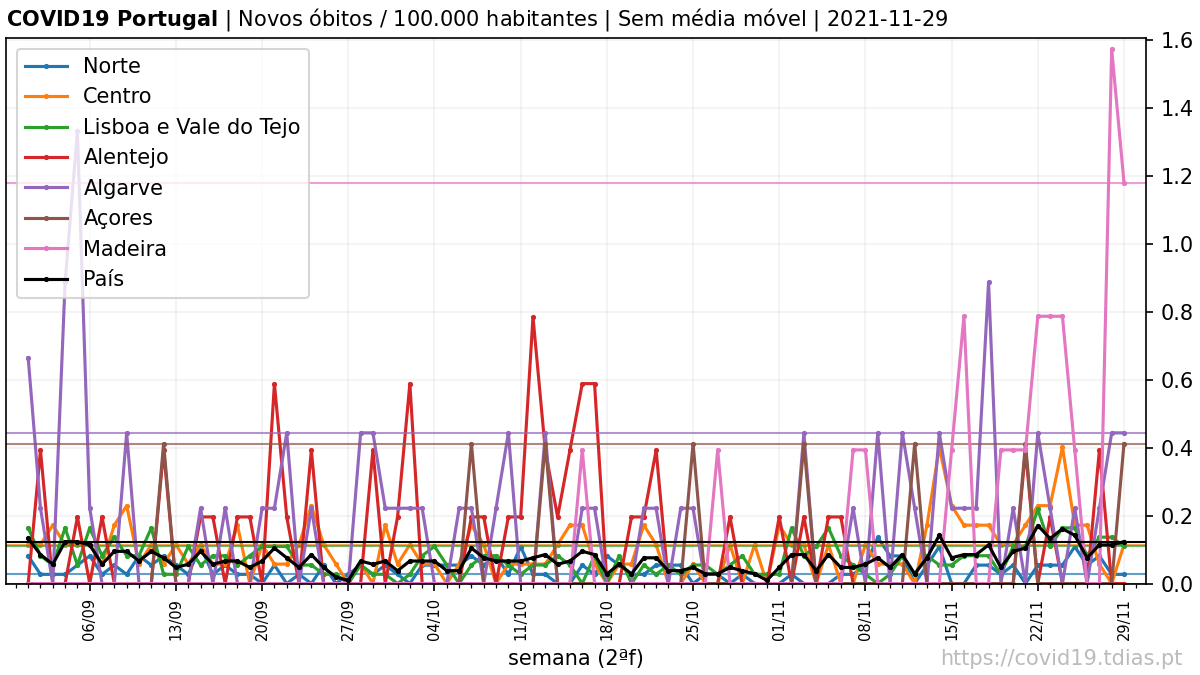 COVID19 Portugal | Novos óbitos / 100.000 habitantes | Sem média móvel | 2021-11-29
Norte
Centro
Lisboa e Vale do Tejo
Alentejo
Algarve
Açores
Madeira
País
1.6
1.4
1.2
1.0
0.8
0.6
0.4
0.2
0.0
06/09 13/09 20/09 27/09 04/10 11/10 18/10 25/10 01/11 08/11 15/11 22/11 29/11
semana (2ªf)
https://covid19.tdias.pt